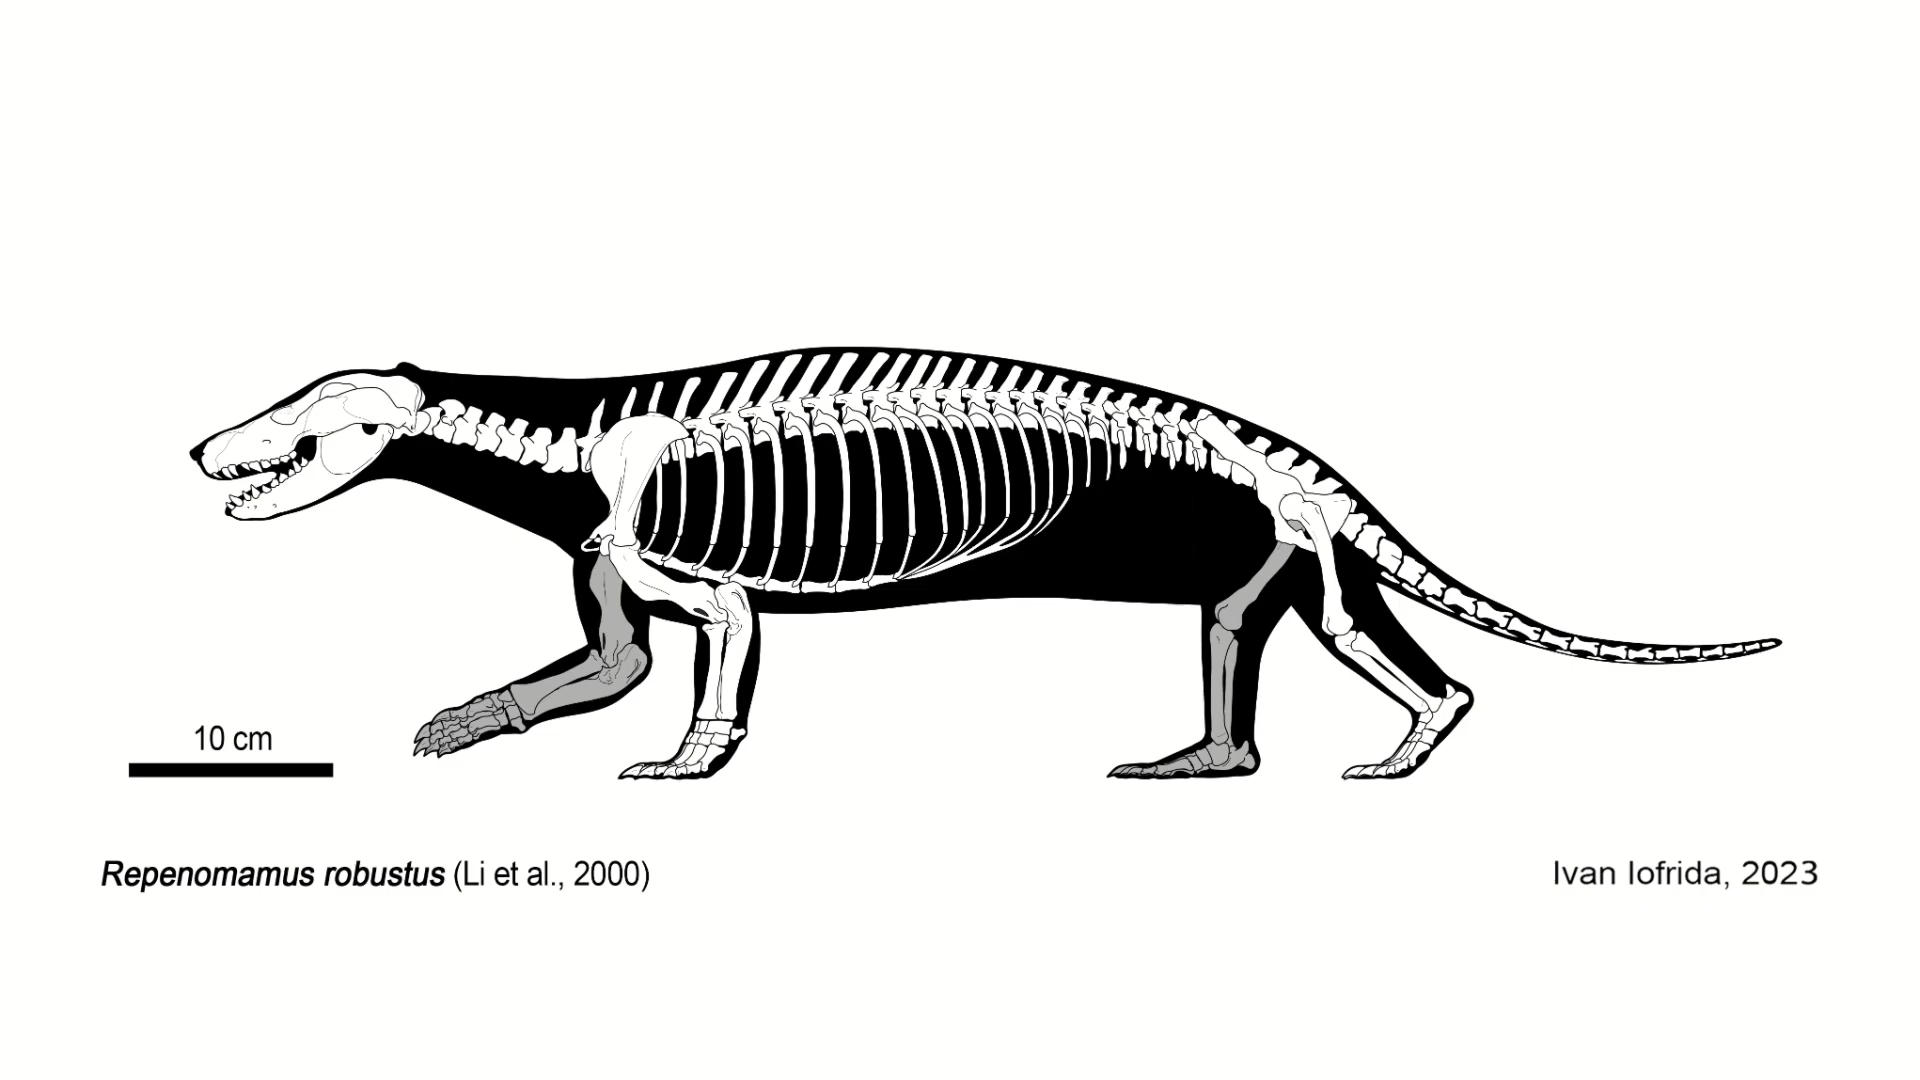 10 cm
Repenomamus robustus (Li et al., 2000)
Ivan Iofrida, 2023